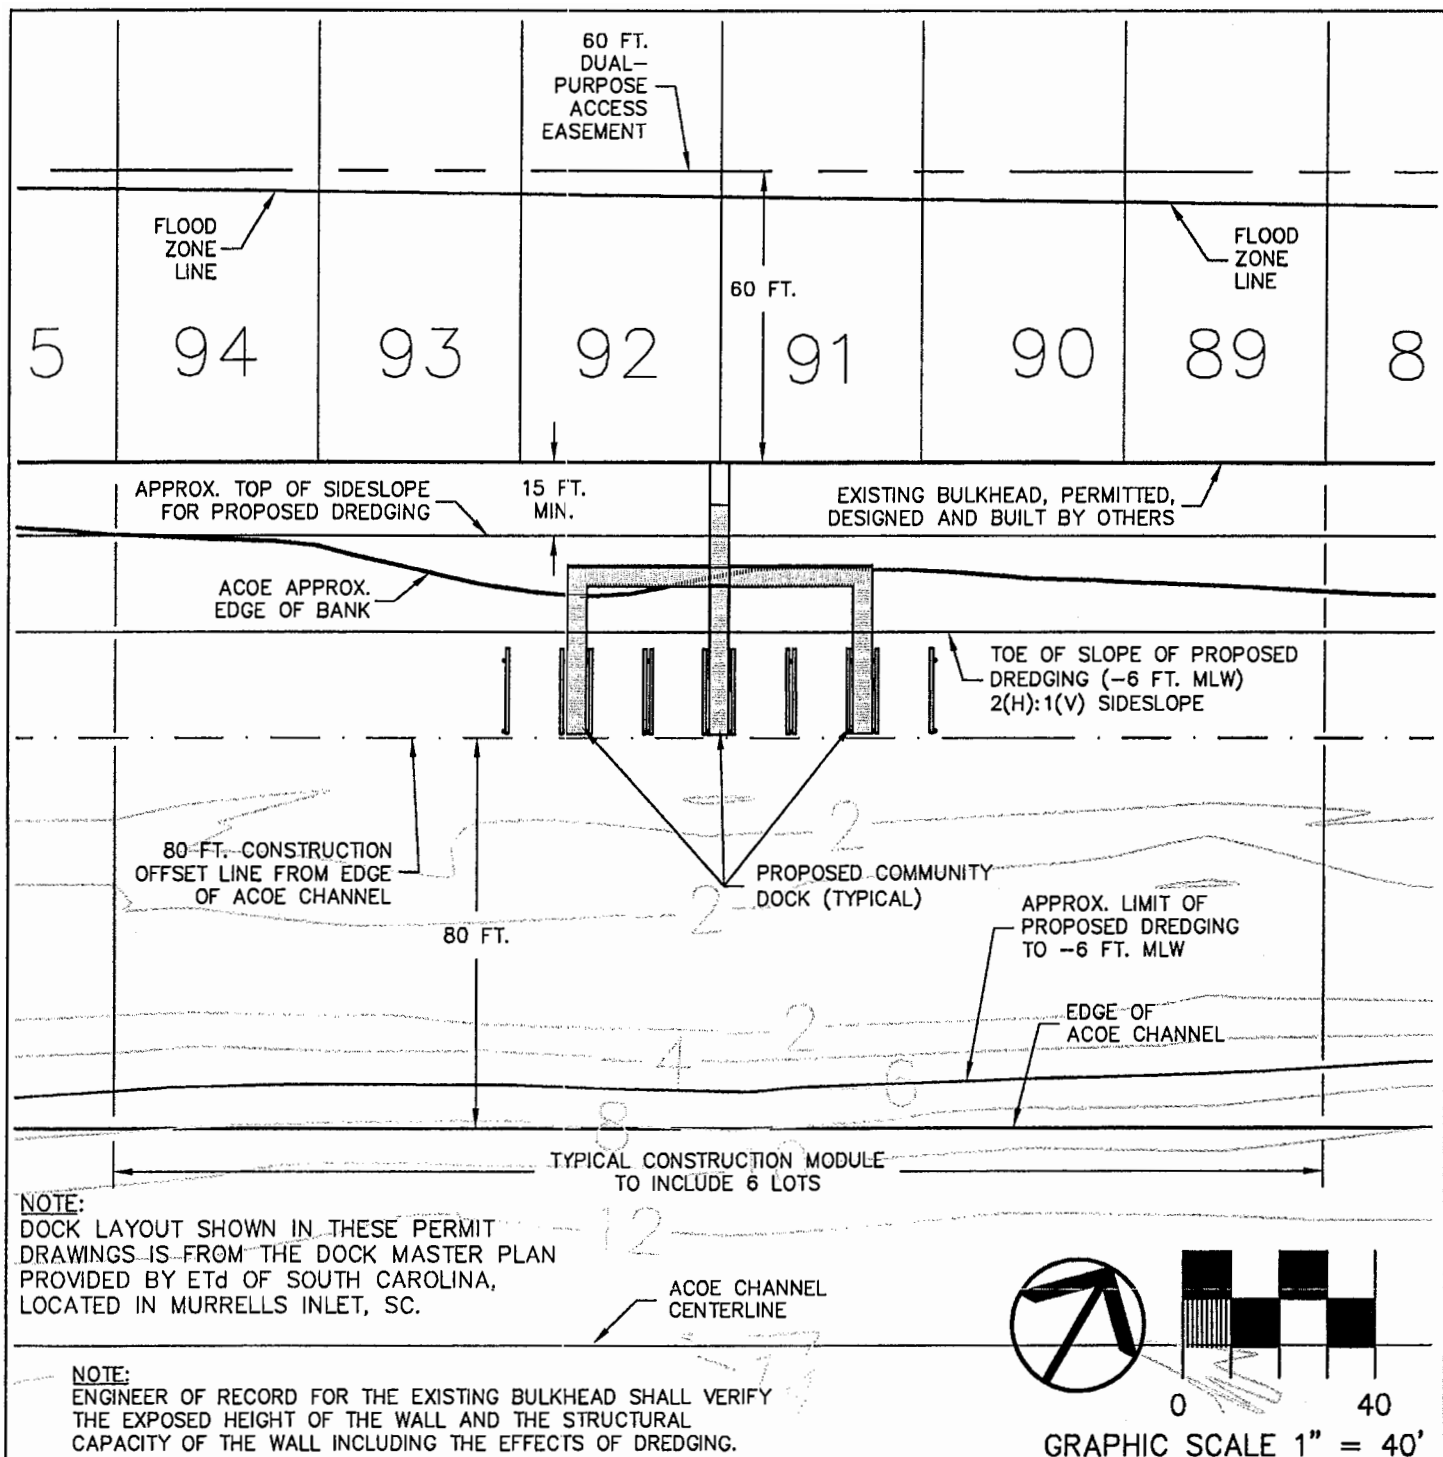 60 FT.
DUAL-
PURPOSE
ACCESS
EASEMENT
FLOOD
ZONE
LINE
FLOOD
ZONE
LINE
60 FT.
5 94 93 92 91 90 89 8
APPROX. TOP OF SIDESLOPE
FOR PROPOSED DREDGING
15 FT.
MIN.
EXISTING BULKHEAD, PERMITTED,
DESIGNED AND BUILT BY OTHERS
ACOE APPROX.
EDGE OF BANK
TOE OF SLOPE OF PROPOSED
DREDGING (-6 FT. MLW)
2(H):1(V) SIDESLOPE
2
80 FT. CONSTRUCTION
OFFSET LINE FROM EDGE
OF ACOE CHANNEL
PROPOSED COMMUNITY
DOCK (TYPICAL)
2
80 FT.
APPROX. LIMIT OF
PROPOSED DREDGING
TO -6 FT. MLW
EDGE OF
ACOE CHANNEL
2
4
6
8
TYPICAL CONSTRUCTION MODULE
TO INCLUDE 6 LOTS
12
NOTE:
DOCK LAYOUT SHOWN IN THESE PERMIT
DRAWINGS IS FROM THE DOCK MASTER PLAN
PROVIDED BY ETd OF SOUTH CAROLINA,
LOCATED IN MURRELLS INLET, SC.
ACOE CHANNEL
CENTERLINE
NOTE:
ENGINEER OF RECORD FOR THE EXISTING BULKHEAD SHALL VERIFY
THE EXPOSED HEIGHT OF THE WALL AND THE STRUCTURAL
CAPACITY OF THE WALL INCLUDING THE EFFECTS OF DREDGING.
0 40
GRAPHIC SCALE 1" = 40'